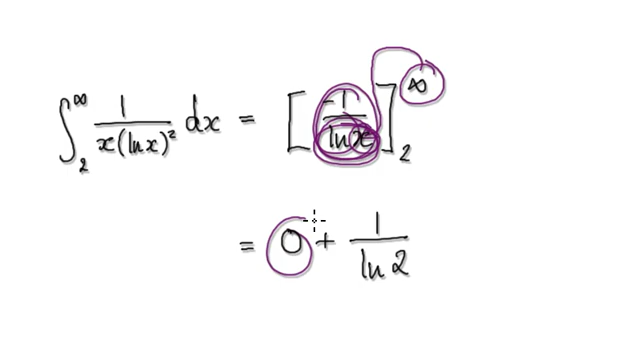 ∫₂^∞ 1/(x(ln x)²) dx = [-1/(ln x)]₂^∞
= 0 + 1/(ln 2)